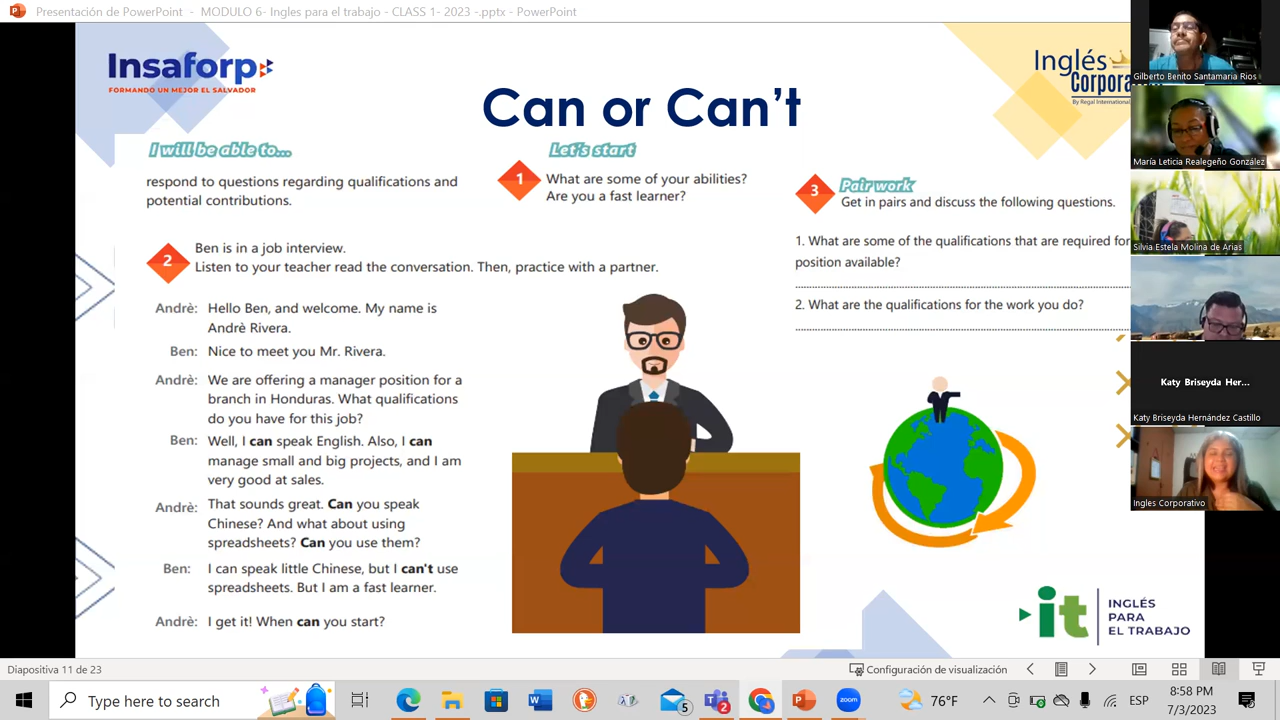 Presentación de PowerPoint - MODULO 6- Ingles para el trabajo - CLASS 1- 2023 -.pptx - PowerPoint
Insaforp
FORMANDO UN MEJOR EL SALVADOR
Inglés
Corpora
By Regal International
Can or Can't
I will be able to...
respond to questions regarding qualifications and
potential contributions.
Let's start
1
What are some of your abilities?
Are you a fast learner?
2
Ben is in a job interview.
Listen to your teacher read the conversation. Then, practice with a partner.
Andrè: Hello Ben, and welcome. My name is
Andrè Rivera.
Ben: Nice to meet you Mr. Rivera.
Andrè: We are offering a manager position for a
branch in Honduras. What qualifications
do you have for this job?
Ben: Well, I can speak English. Also, I can
manage small and big projects, and I am
very good at sales.
Andrè: That sounds great. Can you speak
Chinese? And what about using
spreadsheets? Can you use them?
Ben: I can speak little Chinese, but I can't use
spreadsheets. But I am a fast learner.
Andrè: I get it! When can you start?
3
Pair work
Get in pairs and discuss the following questions.
1. What are some of the qualifications that are required for
position available?
2. What are the qualifications for the work you do?
it
INGLÉS
PARA
EL TRABAJO
Gilberto Benito Santamaria Rios
María Leticia Realegeño González
Silvia Estela Molina de Arias
Katy Briseyda Her...
Katy Briseyda Hernández Castillo
Ingles Corporativo
Diapositiva 11 de 23
Configuración de visualización
Type here to search
5
2
zoom
76°F
ESP
8:58 PM
7/3/2023